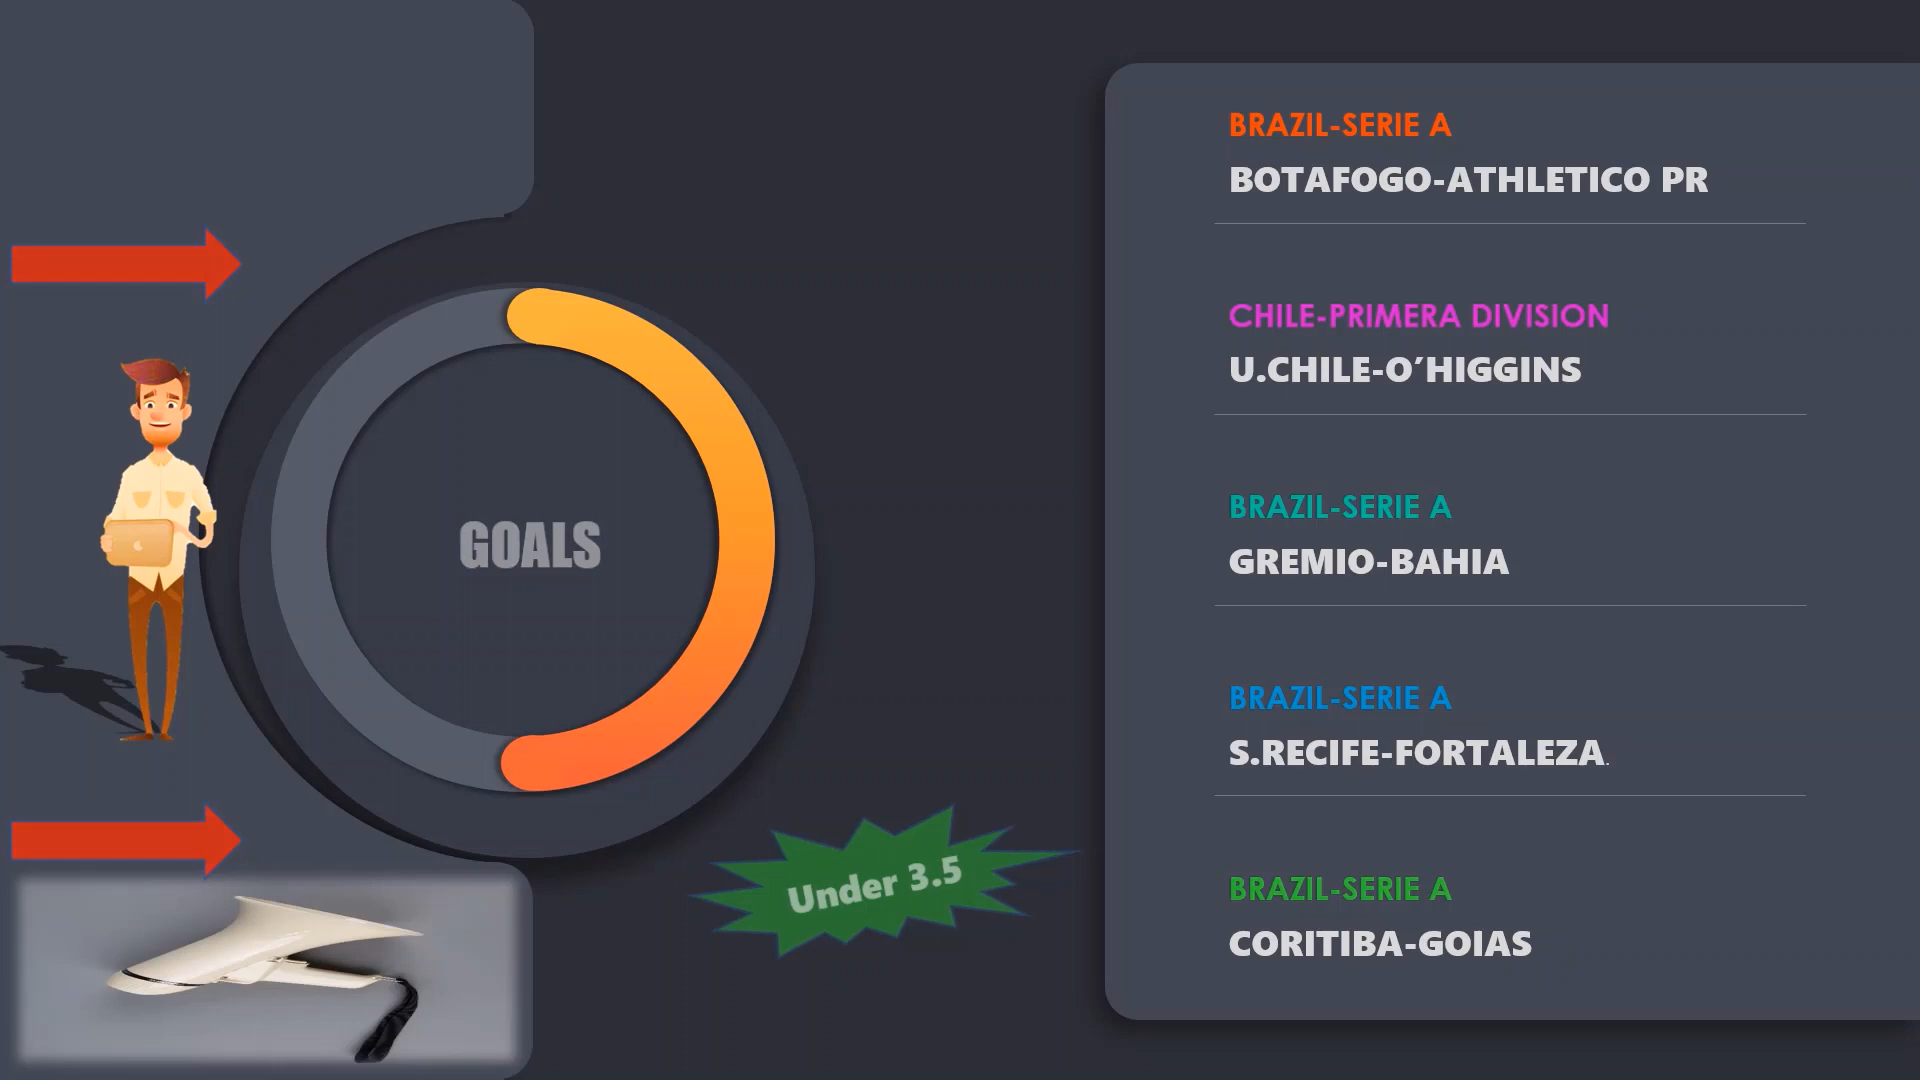 GOALS
Under 3.5
BRAZIL-SERIE A
BOTAFOGO-ATHLETICO PR
CHILE-PRIMERA DIVISION
U.CHILE-O’HIGGINS
BRAZIL-SERIE A
GREMIO-BAHIA
BRAZIL-SERIE A
S.RECIFE-FORTALEZA.
BRAZIL-SERIE A
CORITIBA-GOIAS